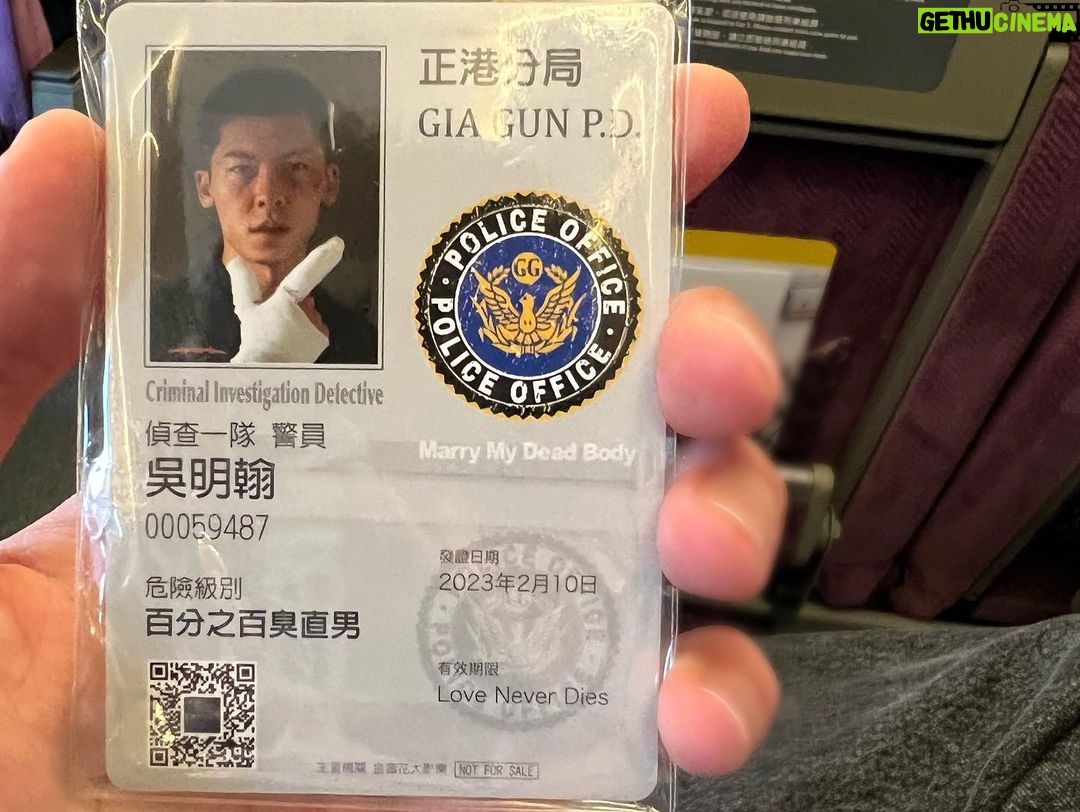 GETHU CINEMA
正港分局
GIA GUN P.D.
POLICE OFFICE
POLICE OFFICE
GG
Criminal Investigation Detective
偵查一隊 警員
吳明翰
00059487
Marry My Dead Body
發證日期
2023年2月10日
危險級別
百分之百臭直男
有效期限
Love Never Dies
NOT FOR SALE